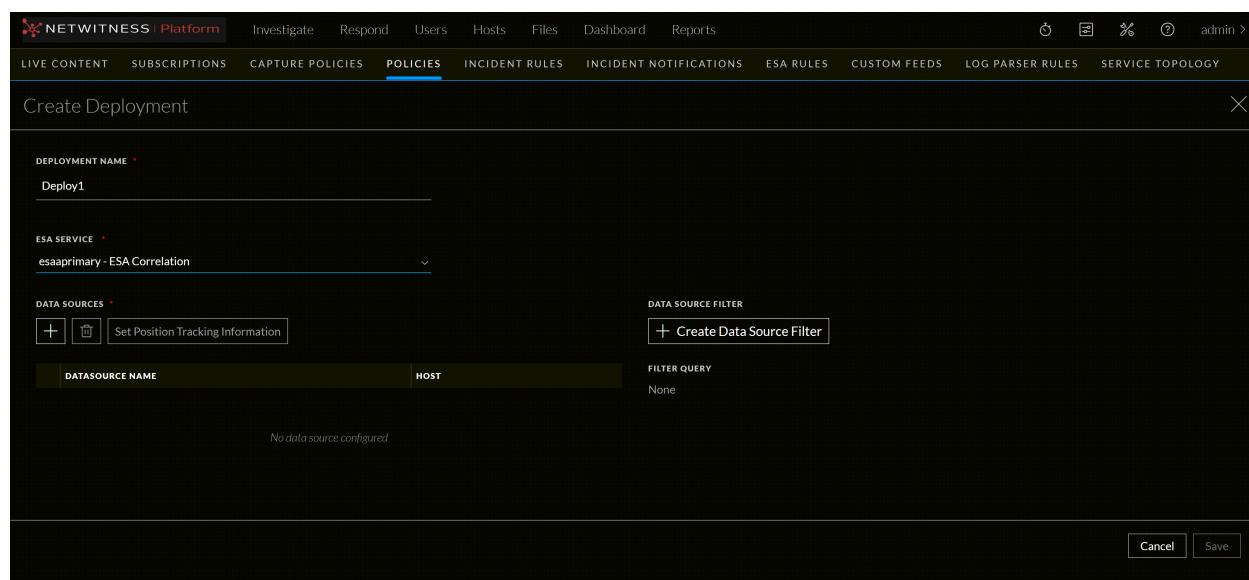 NETWITNESS | Platform Investigate Respond Users Hosts Files Dashboard Reports admin >
LIVE CONTENT SUBSCRIPTIONS CAPTURE POLICIES POLICIES INCIDENT RULES INCIDENT NOTIFICATIONS ESA RULES CUSTOM FEEDS LOG PARSER RULES SERVICE TOPOLOGY
Create Deployment
DEPLOYMENT NAME *
Deploy1
ESA SERVICE *
esaaprimary - ESA Correlation
DATA SOURCES *
Set Position Tracking Information
DATASOURCE NAME HOST
No data source configured
DATA SOURCE FILTER
+ Create Data Source Filter
FILTER QUERY
None
Cancel Save